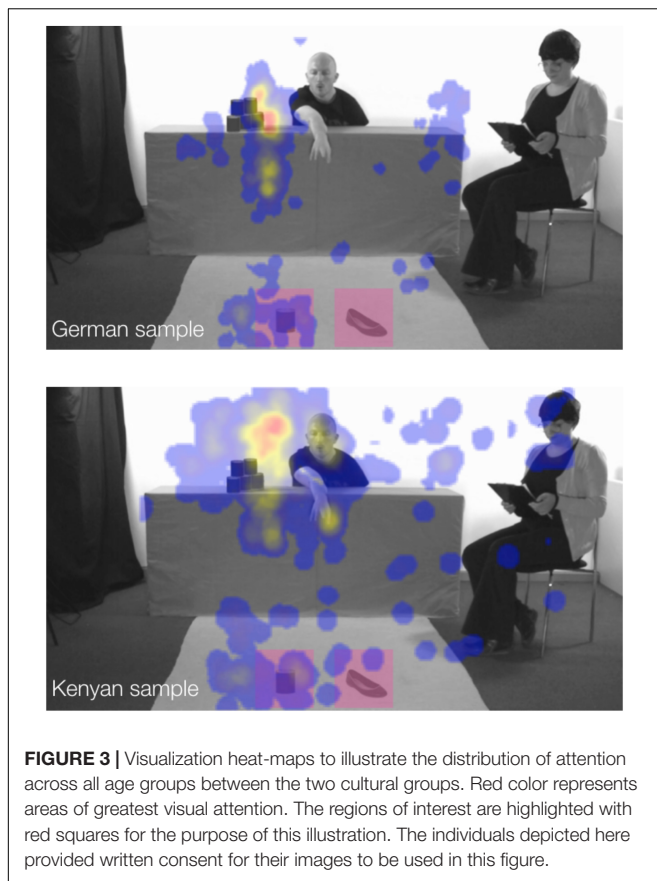 German sample
Kenyan sample
FIGURE 3 | Visualization heat-maps to illustrate the distribution of attention
across all age groups between the two cultural groups. Red color represents
areas of greatest visual attention. The regions of interest are highlighted with
red squares for the purpose of this illustration. The individuals depicted here
provided written consent for their images to be used in this figure.